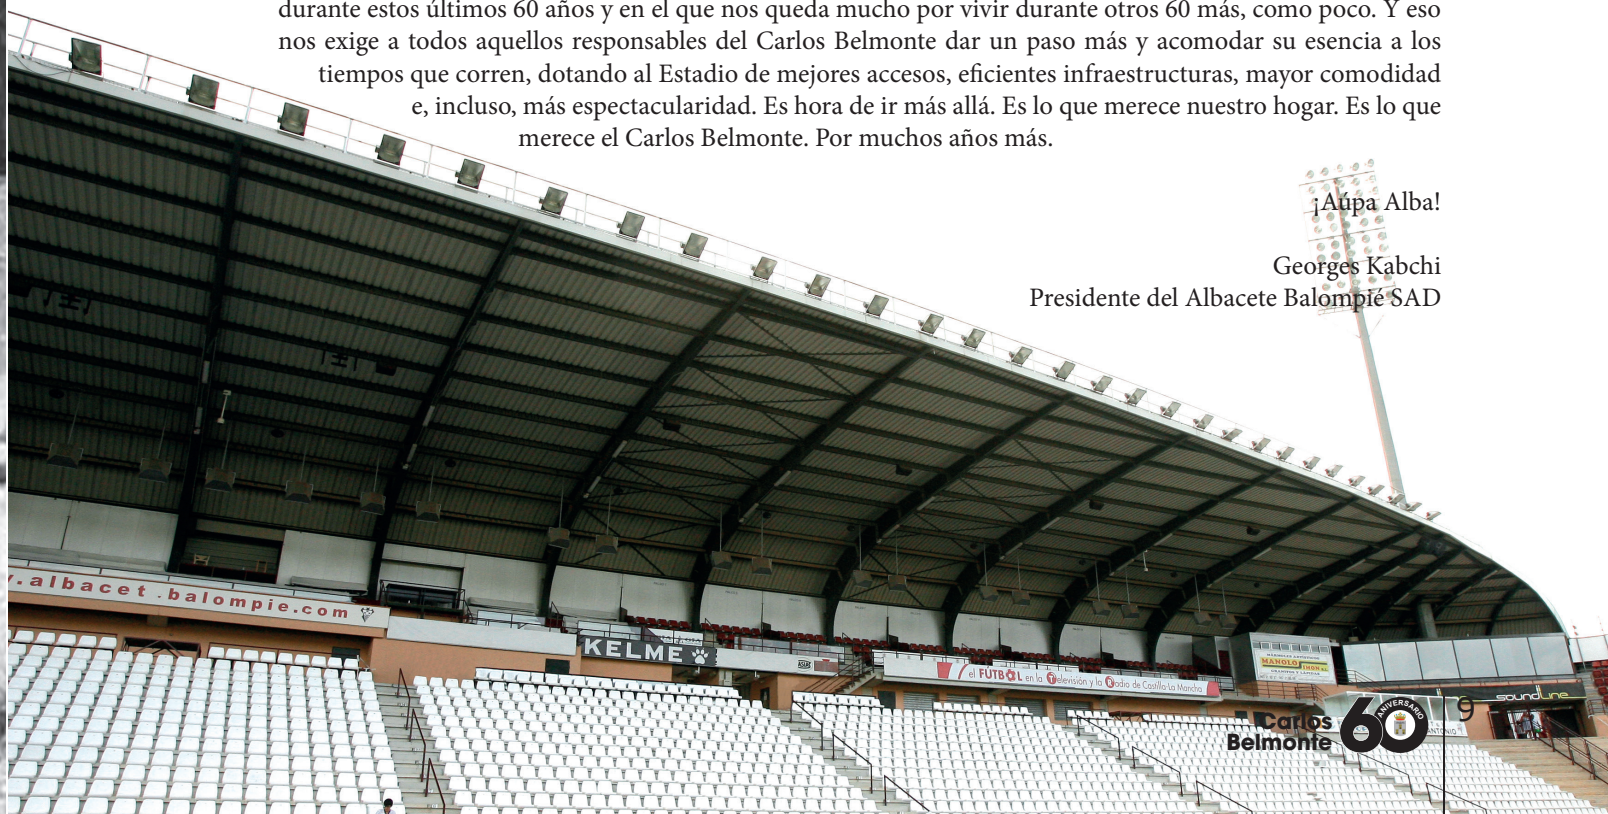 durante estos últimos 60 años y en el que nos queda mucho por vivir durante otros 60 más, como poco. Y eso
nos exige a todos aquellos responsables del Carlos Belmonte dar un paso más y acomodar su esencia a los
tiempos que corren, dotando al Estadio de mejores accesos, eficientes infraestructuras, mayor comodidad
e, incluso, más espectacularidad. Es hora de ir más allá. Es lo que merece nuestro hogar. Es lo que
merece el Carlos Belmonte. Por muchos años más.
¡Aúpa Alba!
Georges Kabchi
Presidente del Albacete Balompié SAD
.albacet .balompie.com
KELME
el FÚTBOL en la Televisión y la Radio de Castilla-La Mancha
MANOLO
soundLine
Carlos
Belmonte
60
ANIVERSARIO
9